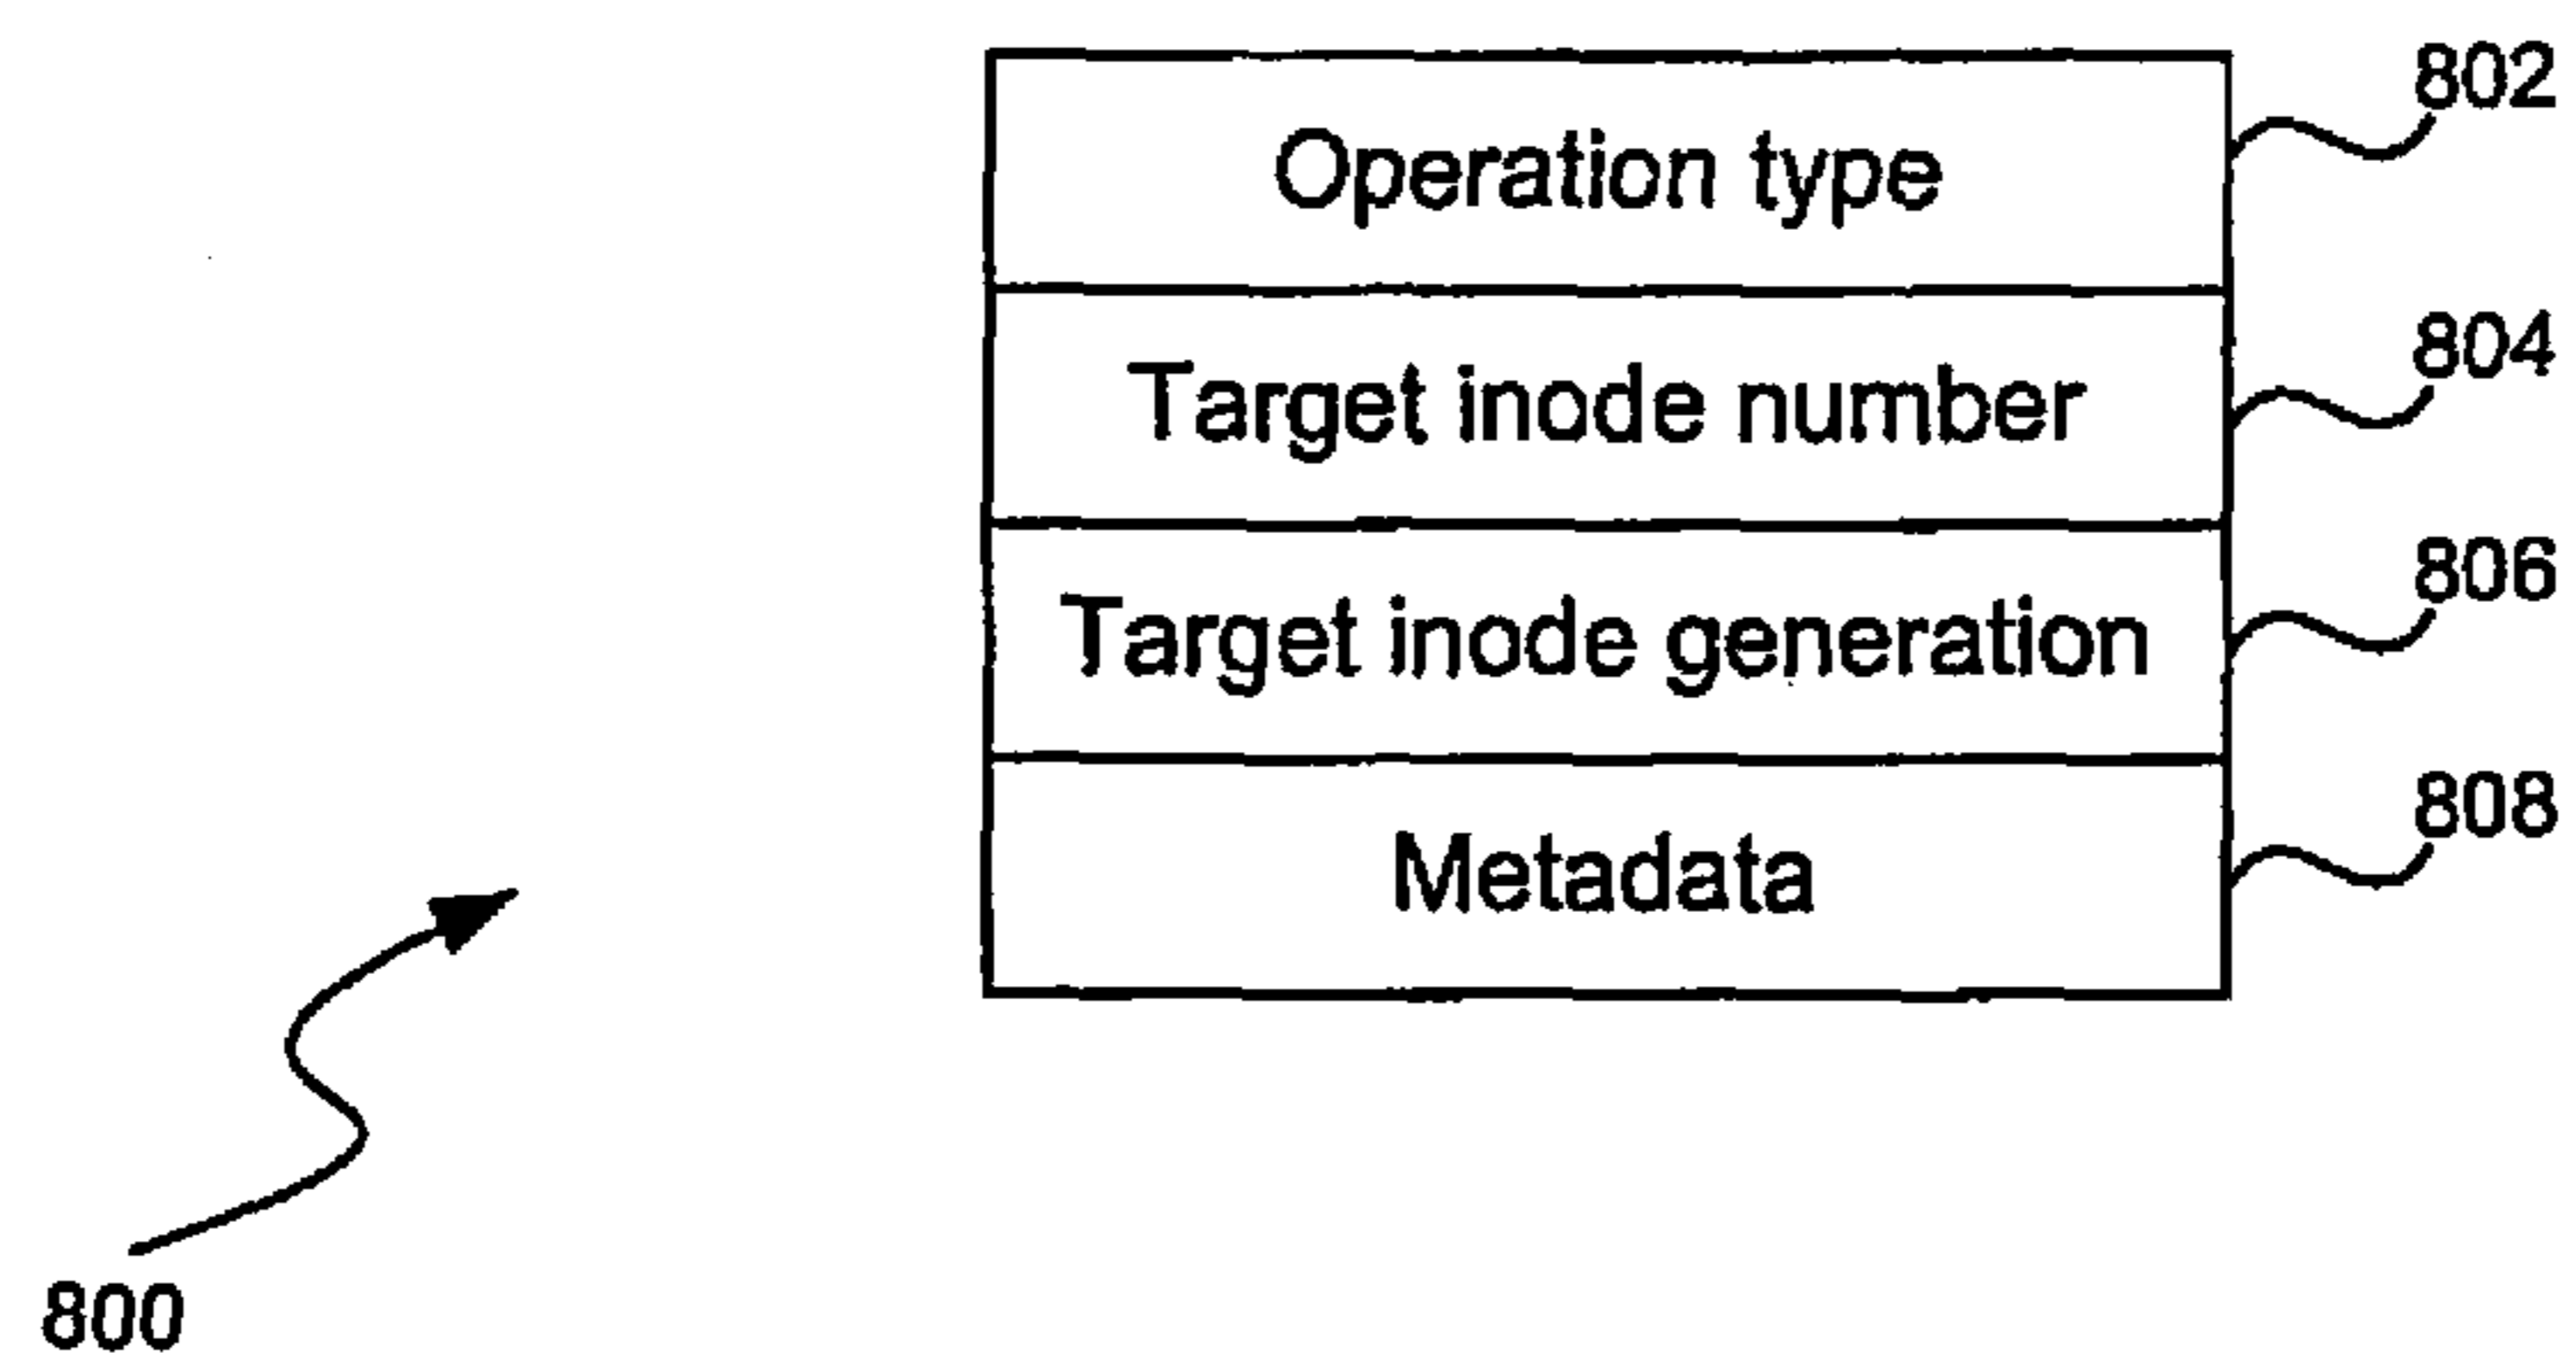 Operation type 802
Target inode number 804
Target inode generation 806
Metadata 808
800